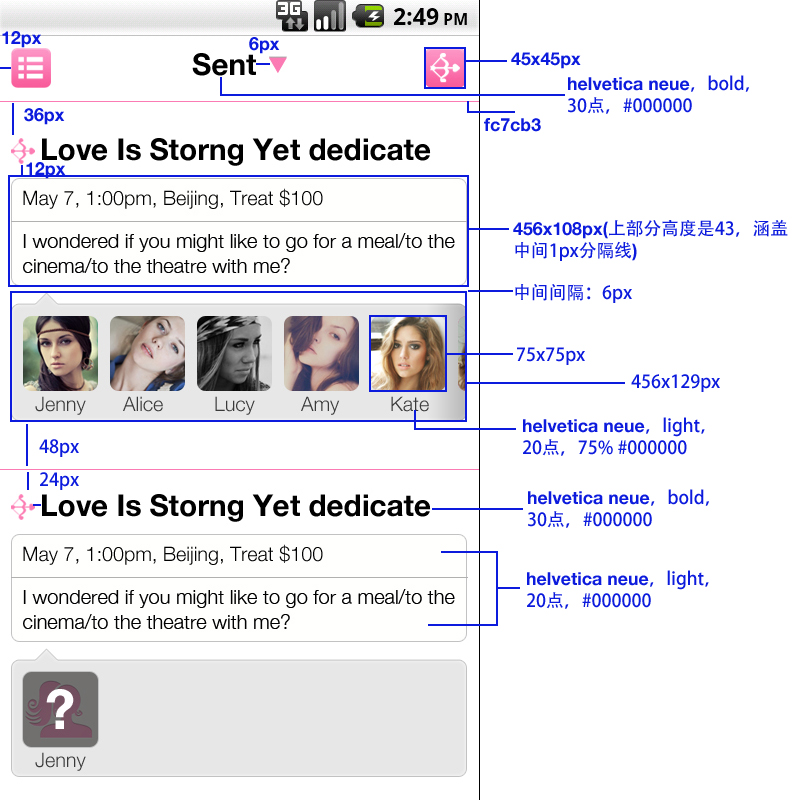 3G
2:49 PM
12px
6px
Sent
45x45px
helvetica neue，bold，
30点，#000000
36px
fc7cb3
Love Is Storng Yet dedicate
12px
May 7, 1:00pm, Beijing, Treat $100
I wondered if you might like to go for a meal/to the
cinema/to the theatre with me?
456x108px(上部分高度是43，涵盖
中间1px分隔线)
中间间隔：6px
75x75px
456x129px
Jenny Alice Lucy Amy Kate
helvetica neue，light，
20点，75% #000000
48px
24px
Love Is Storng Yet dedicate
helvetica neue，bold，
30点，#000000
May 7, 1:00pm, Beijing, Treat $100
I wondered if you might like to go for a meal/to the
cinema/to the theatre with me?
helvetica neue，light，
20点，#000000
?
Jenny